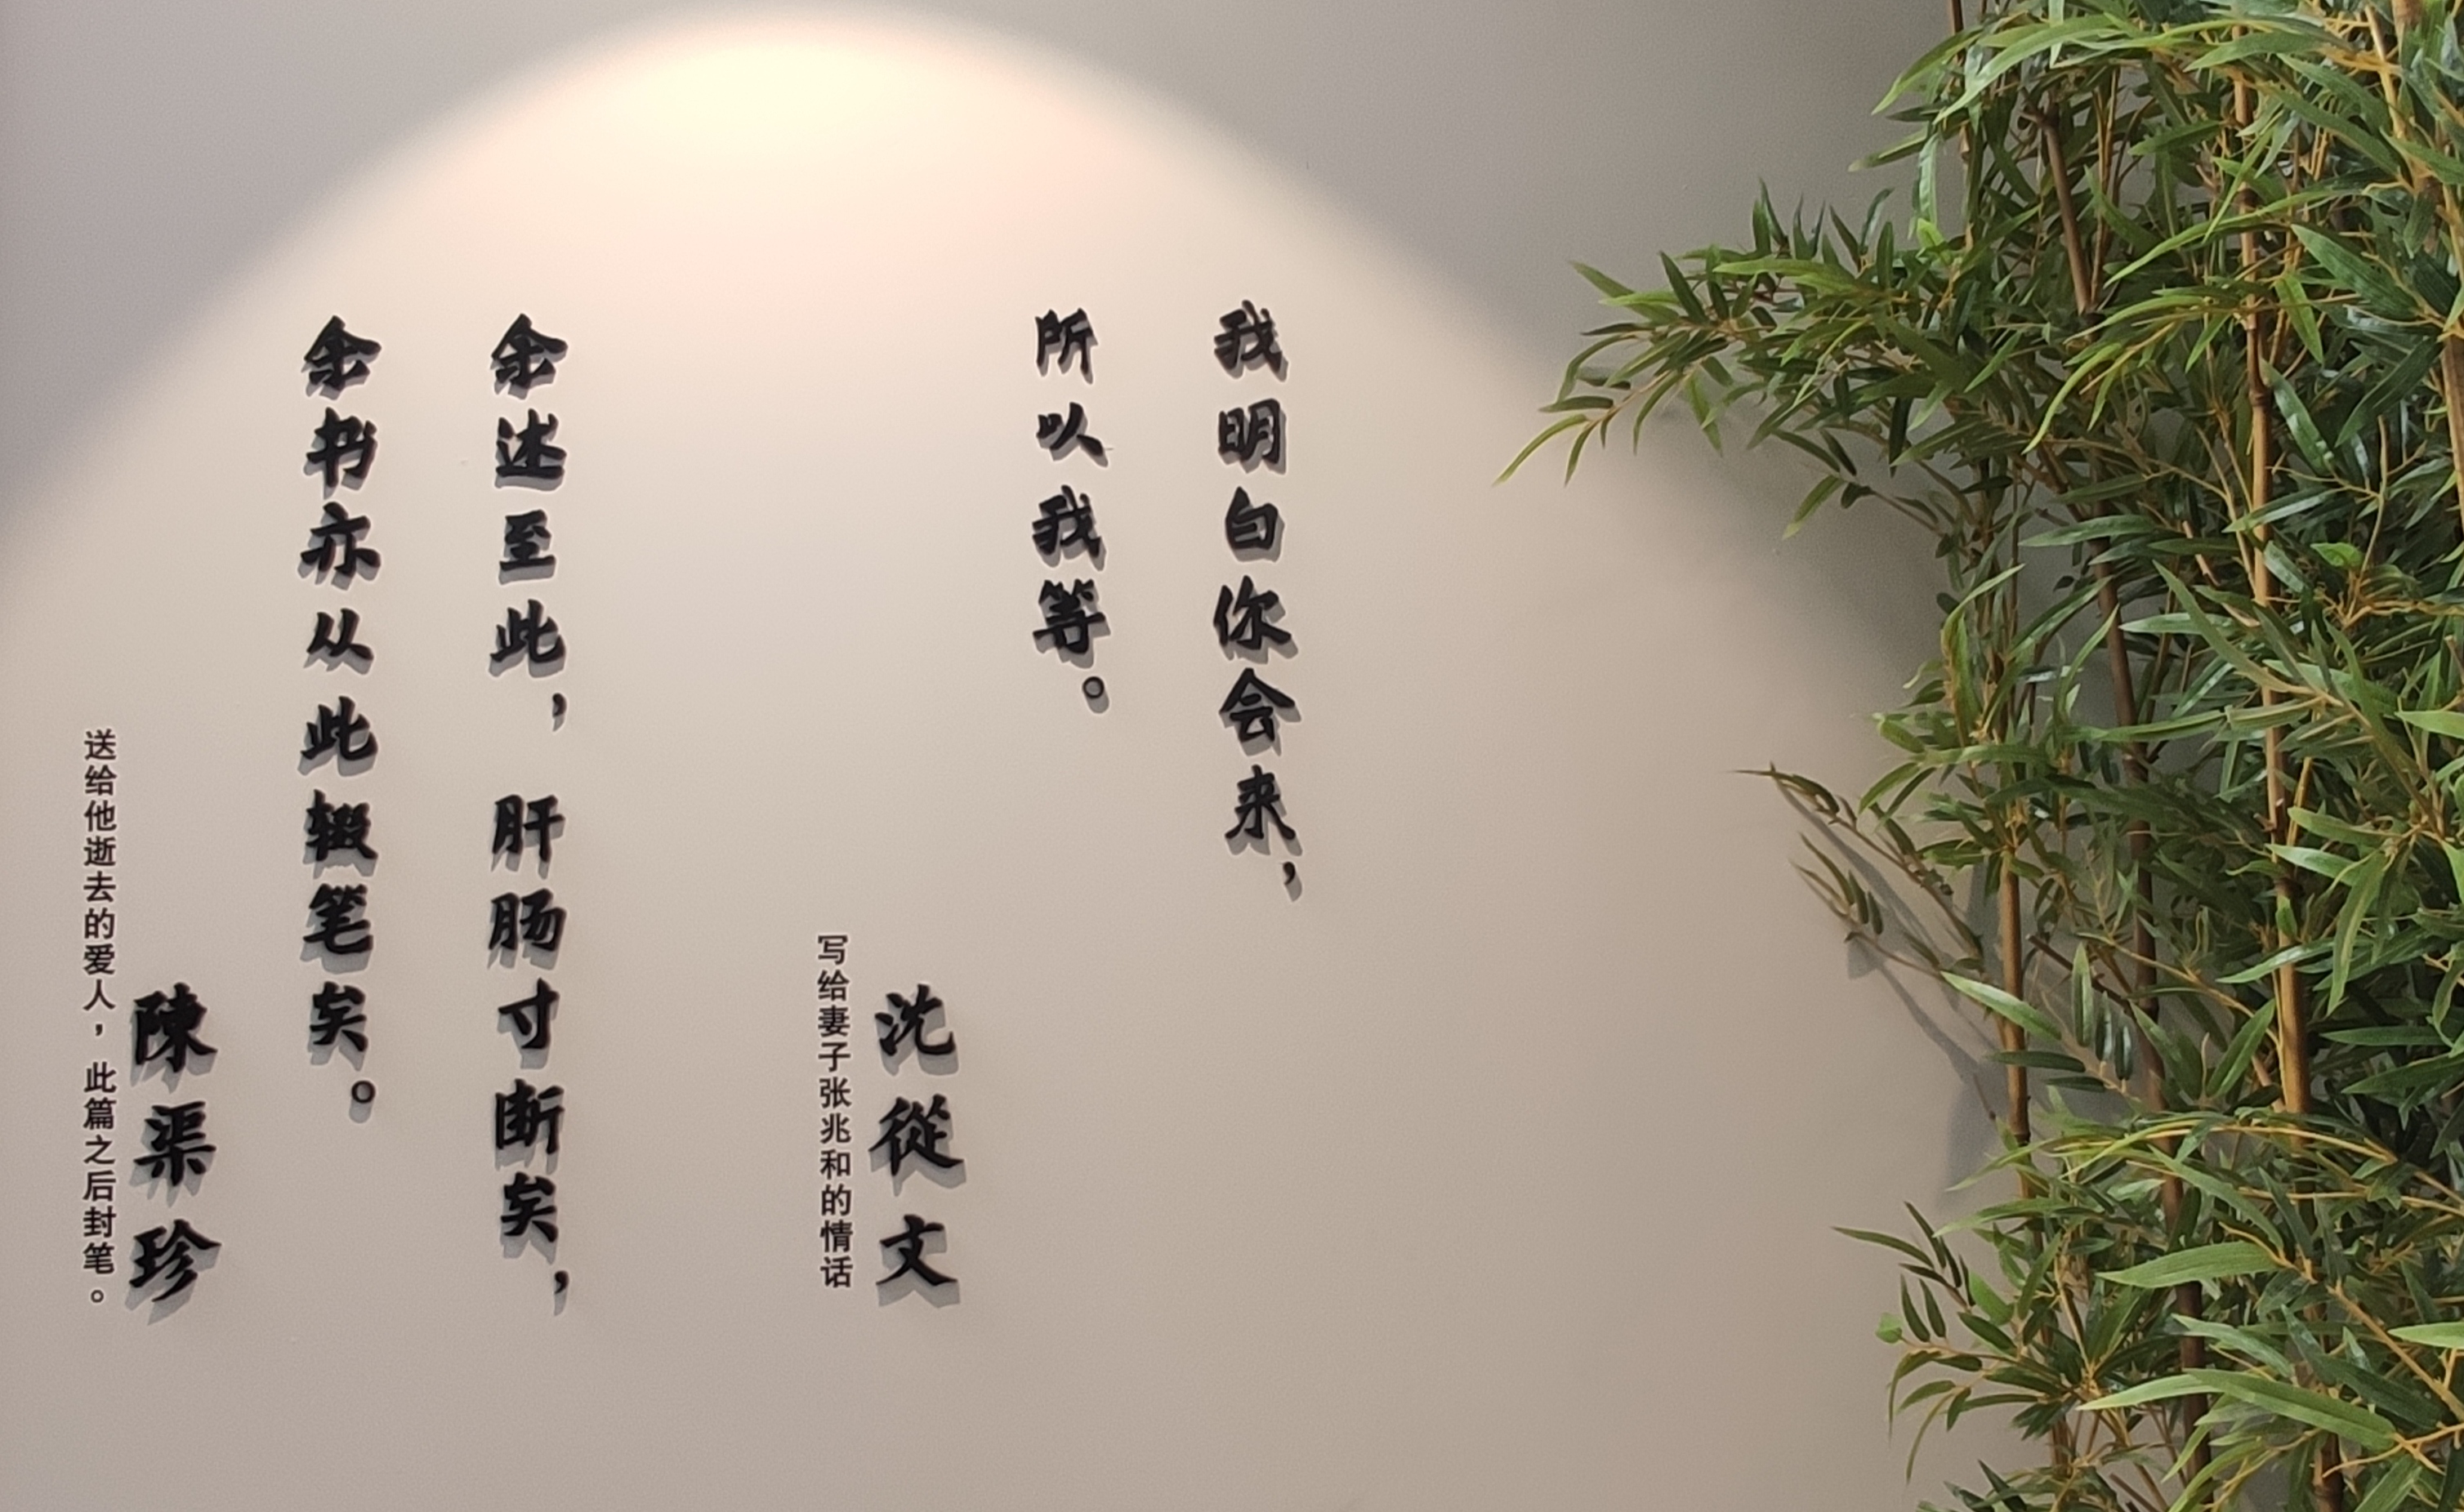 我明白你会来，
所以我等。
沈從文
写给妻子张兆和的情话
余述至此，肝肠寸断矣，
余书亦从此辍笔矣。
陳渠珍
送给他逝去的爱人，此篇之后封笔。